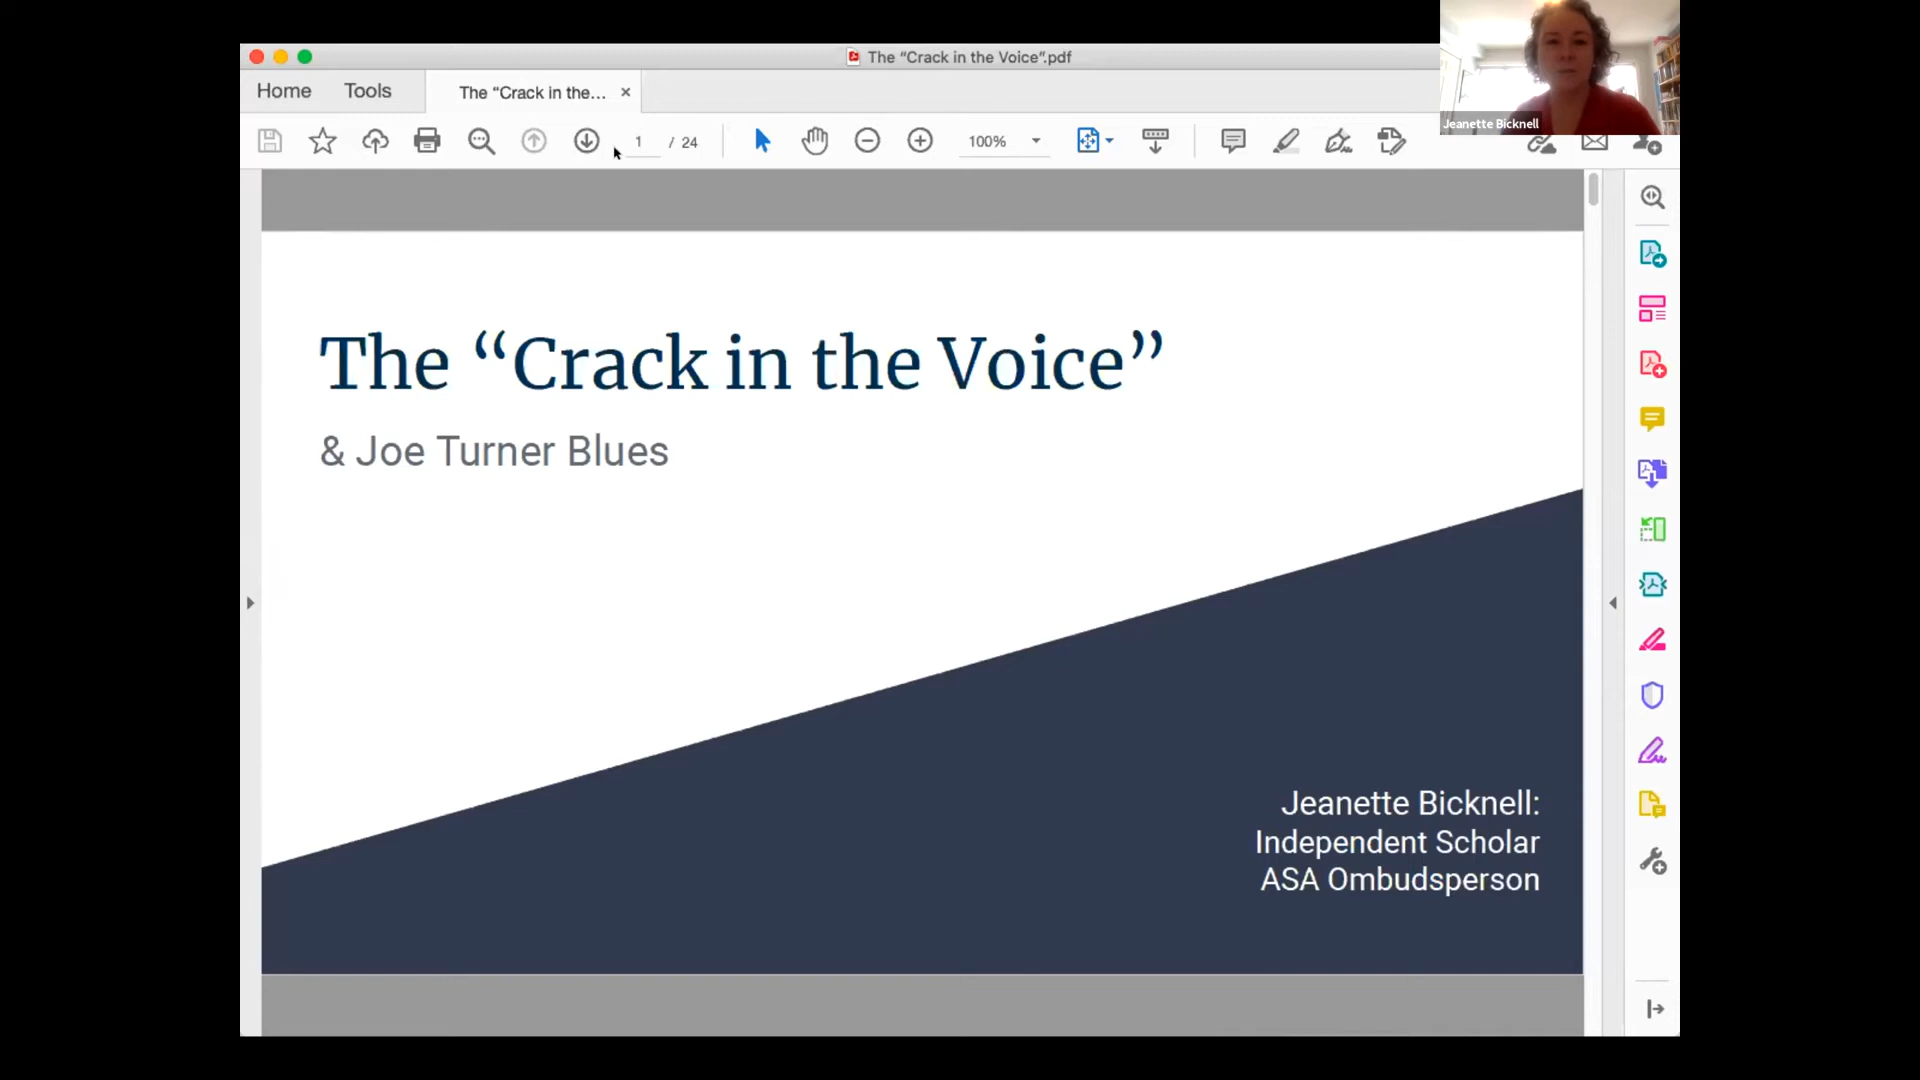 The “Crack in the Voice”.pdf
Home
Tools
The “Crack in the...
Jeanette Bicknell
1 / 24
100%
The “Crack in the Voice”
& Joe Turner Blues
Jeanette Bicknell:
Independent Scholar
ASA Ombudsperson